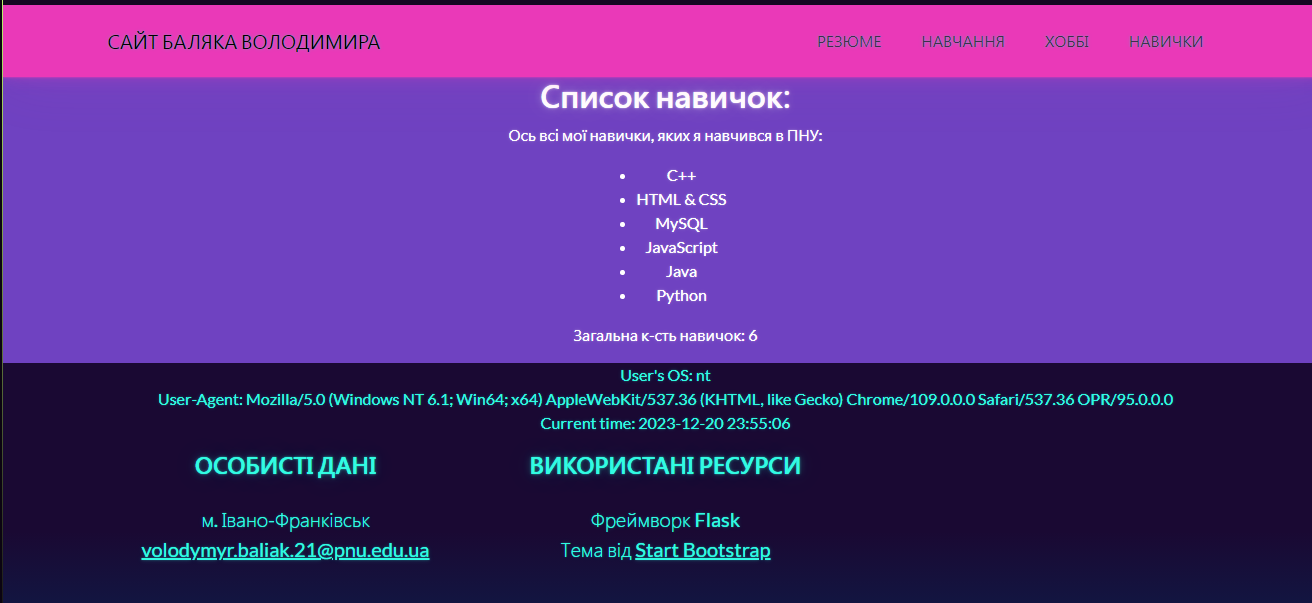 САЙТ БАЛЯКА ВОЛОДИМИРА
РЕЗЮМЕ НАВЧАННЯ ХОББІ НАВИЧКИ
Список навичок:
Ось всі мої навички, яких я навчився в ПНУ:
• C++
• HTML & CSS
• MySQL
• JavaScript
• Java
• Python
Загальна к-сть навичок: 6
User's OS: nt
User-Agent: Mozilla/5.0 (Windows NT 6.1; Win64; x64) AppleWebKit/537.36 (KHTML, like Gecko) Chrome/109.0.0.0 Safari/537.36 OPR/95.0.0.0
Current time: 2023-12-20 23:55:06
ОСОБИСТІ ДАНІ
м. Івано-Франківськ
volodymyr.baliak.21@pnu.edu.ua
ВИКОРИСТАНІ РЕСУРСИ
Фреймворк Flask
Тема від Start Bootstrap